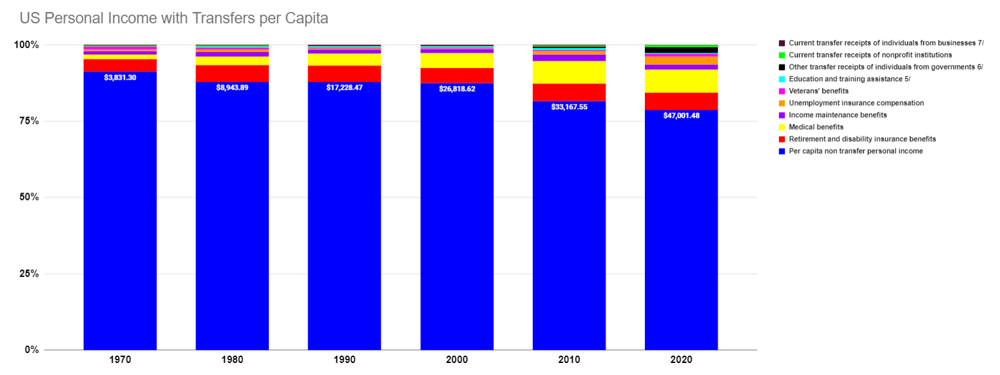 US Personal Income with Transfers per Capita
100%
75%
50%
25%
0%
$3,831.30
$8,943.89
$17,228.47
$26,818.62
$33,167.55
$47,001.48
1970
1980
1990
2000
2010
2020
Current transfer receipts of individuals from businesses 7/
Current transfer receipts of nonprofit institutions
Other transfer receipts of individuals from governments 6/
Education and training assistance 5/
Veterans' benefits
Unemployment insurance compensation
Income maintenance benefits
Medical benefits
Retirement and disability insurance benefits
Per capita non transfer personal income